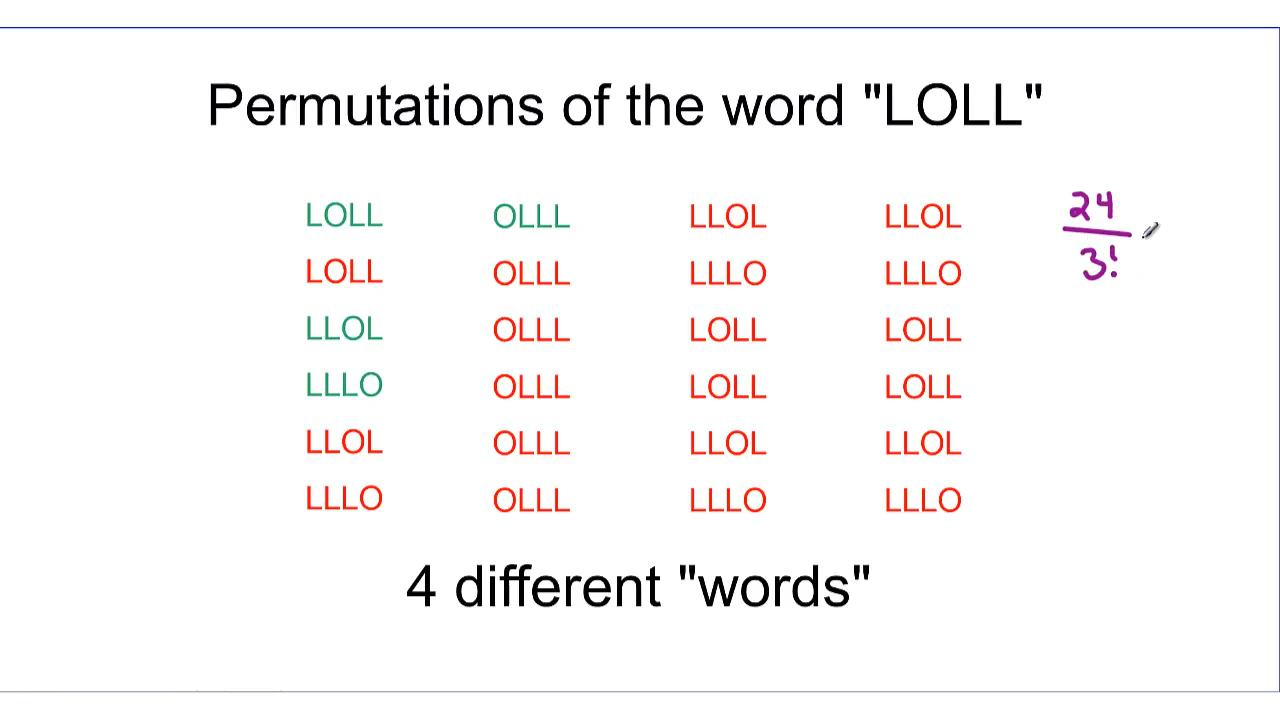 Permutations of the word "LOLL"
LOLL OLLL LLOL LLOL
LOLL OLLL LLLO LLLO
LLOL OLLL LOLL LOLL
LLLO OLLL LOLL LOLL
LLOL OLLL LLOL LLOL
LLLO OLLL LLLO LLLO
24
3!
4 different "words"